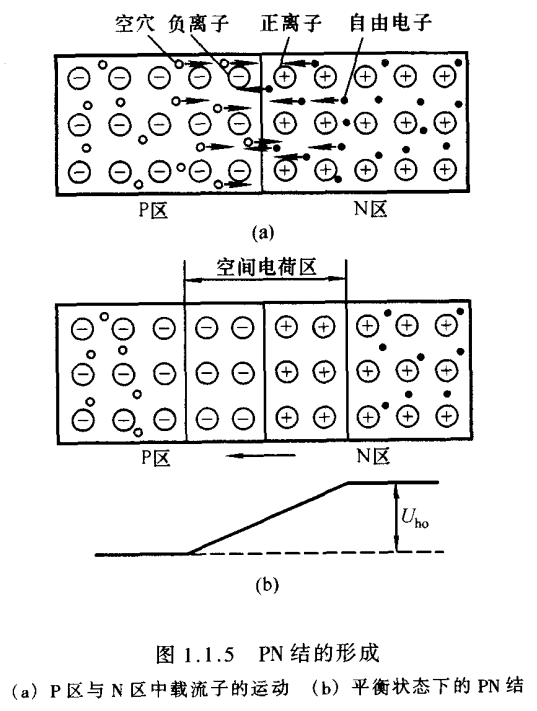 空穴 负离子 正离子 自由电子
P区 N区
(a)
空间电荷区
P区 N区
Uho
(b)
图 1.1.5 PN 结的形成
(a) P 区与 N 区中载流子的运动 (b) 平衡状态下的 PN 结